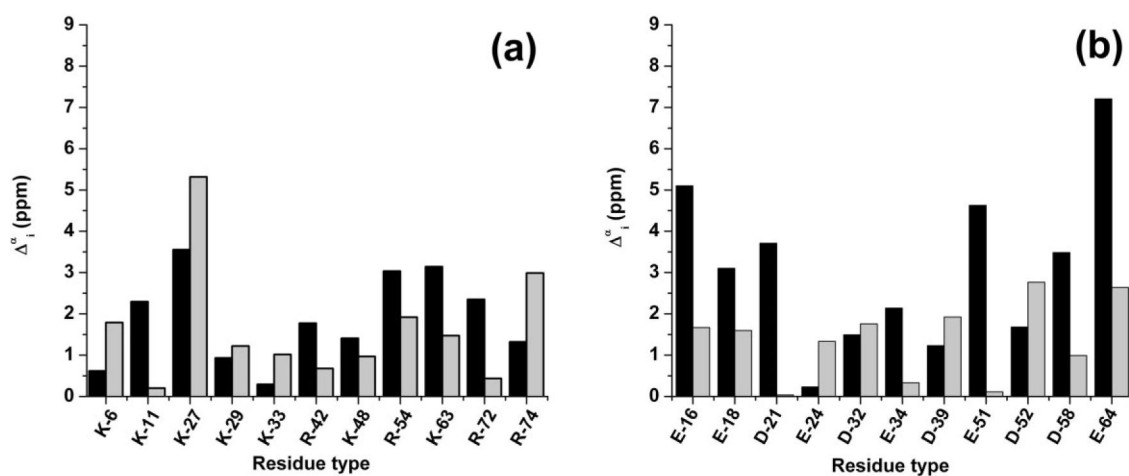 (a)
9
8
7
6
5
4
3
2
1
0
Δαi (ppm)
K-6 K-11 K-27 K-29 K-33 R-42 K-48 R-54 K-63 R-72 R-74
Residue type
(b)
9
8
7
6
5
4
3
2
1
0
Δαi (ppm)
E-16 E-18 D-21 E-24 D-32 E-34 D-39 E-51 D-52 D-58 E-64
Residue type